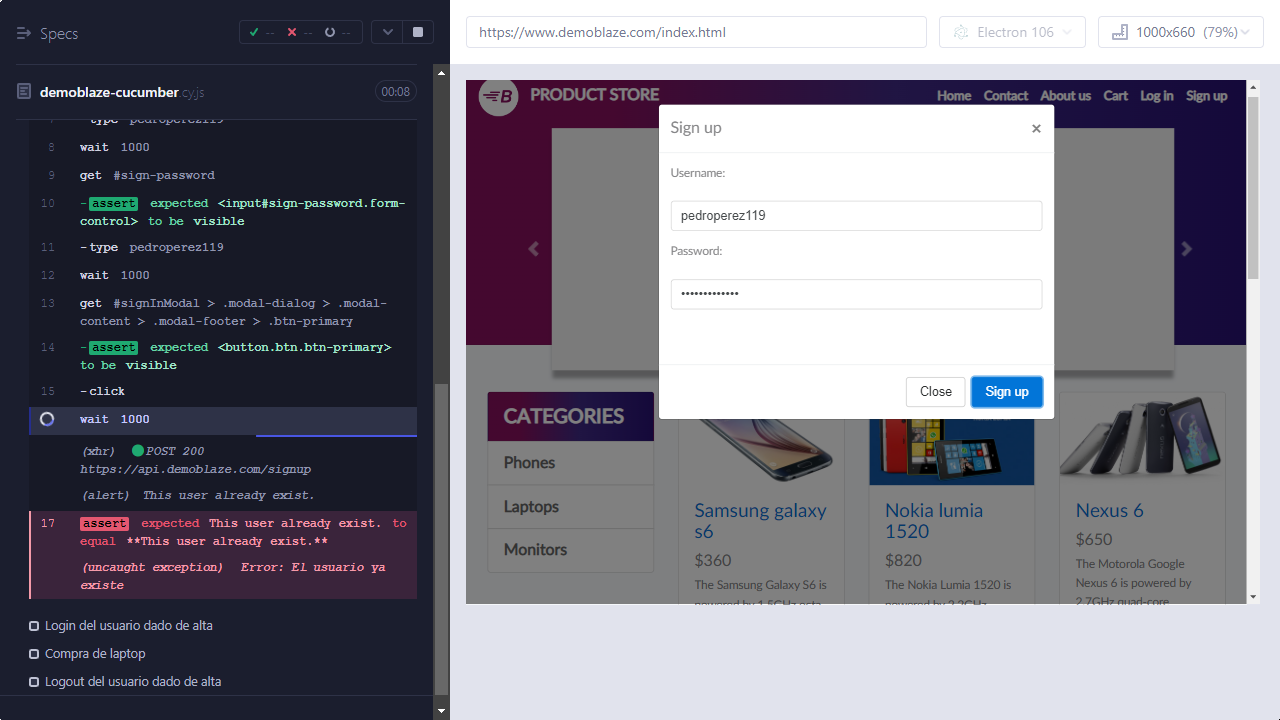 Specs
--
--
--
https://www.demoblaze.com/index.html
Electron 106
1000x660 (79%)
demoblaze-cucumber.cy.js
00:08
-type pedroperez119
8 wait 1000
9 get #sign-password
10 -assert expected <input#sign-password.form-
control> to be visible
11 -type pedroperez119
12 wait 1000
13 get #signInModal > .modal-dialog > .modal-
content > .modal-footer > .btn-primary
14 -assert expected <button.btn.btn-primary>
to be visible
15 -click
wait 1000
(xhr) POST 200
https://api.demoblaze.com/signup
(alert) This user already exist.
17 assert expected This user already exist. to
equal **This user already exist.**
(uncaught exception) Error: El usuario ya
existe
Login del usuario dado de alta
Compra de laptop
Logout del usuario dado de alta
B PRODUCT STORE
Home Contact About us Cart Log in Sign up
Sign up ×
Username:
pedroperez119
Password:
•••••••••••••
Close Sign up
CATEGORIES
Phones
Laptops
Monitors
Samsung galaxy
s6
$360
The Samsung Galaxy S6 is
powered by 1.5GHz octa-
Nokia lumia
1520
$820
The Nokia Lumia 1520 is
powered by 2.2GHz
Nexus 6
$650
The Motorola Google
Nexus 6 is powered by
2.7GHz quad-core